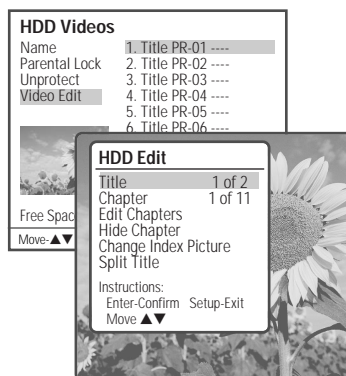 HDD Videos
Name
Parental Lock
Unprotect
Video Edit
1. Title PR-01 ----
2. Title PR-02 ----
3. Title PR-03 ----
4. Title PR-04 ----
5. Title PR-05 ----
6. Title PR-06 ----
Free Spac
Move-▲▼
HDD Edit
Title 1 of 2
Chapter 1 of 11
Edit Chapters
Hide Chapter
Change Index Picture
Split Title
Instructions:
Enter-Confirm Setup-Exit
Move ▲▼